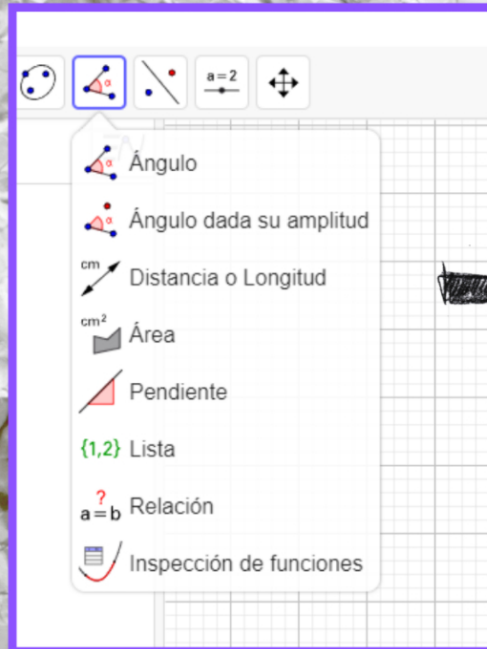 a=2
Ángulo
Ángulo dada su amplitud
cm
Distancia o Longitud
cm²
Área
Pendiente
{1,2} Lista
?
a=b Relación
Inspección de funciones